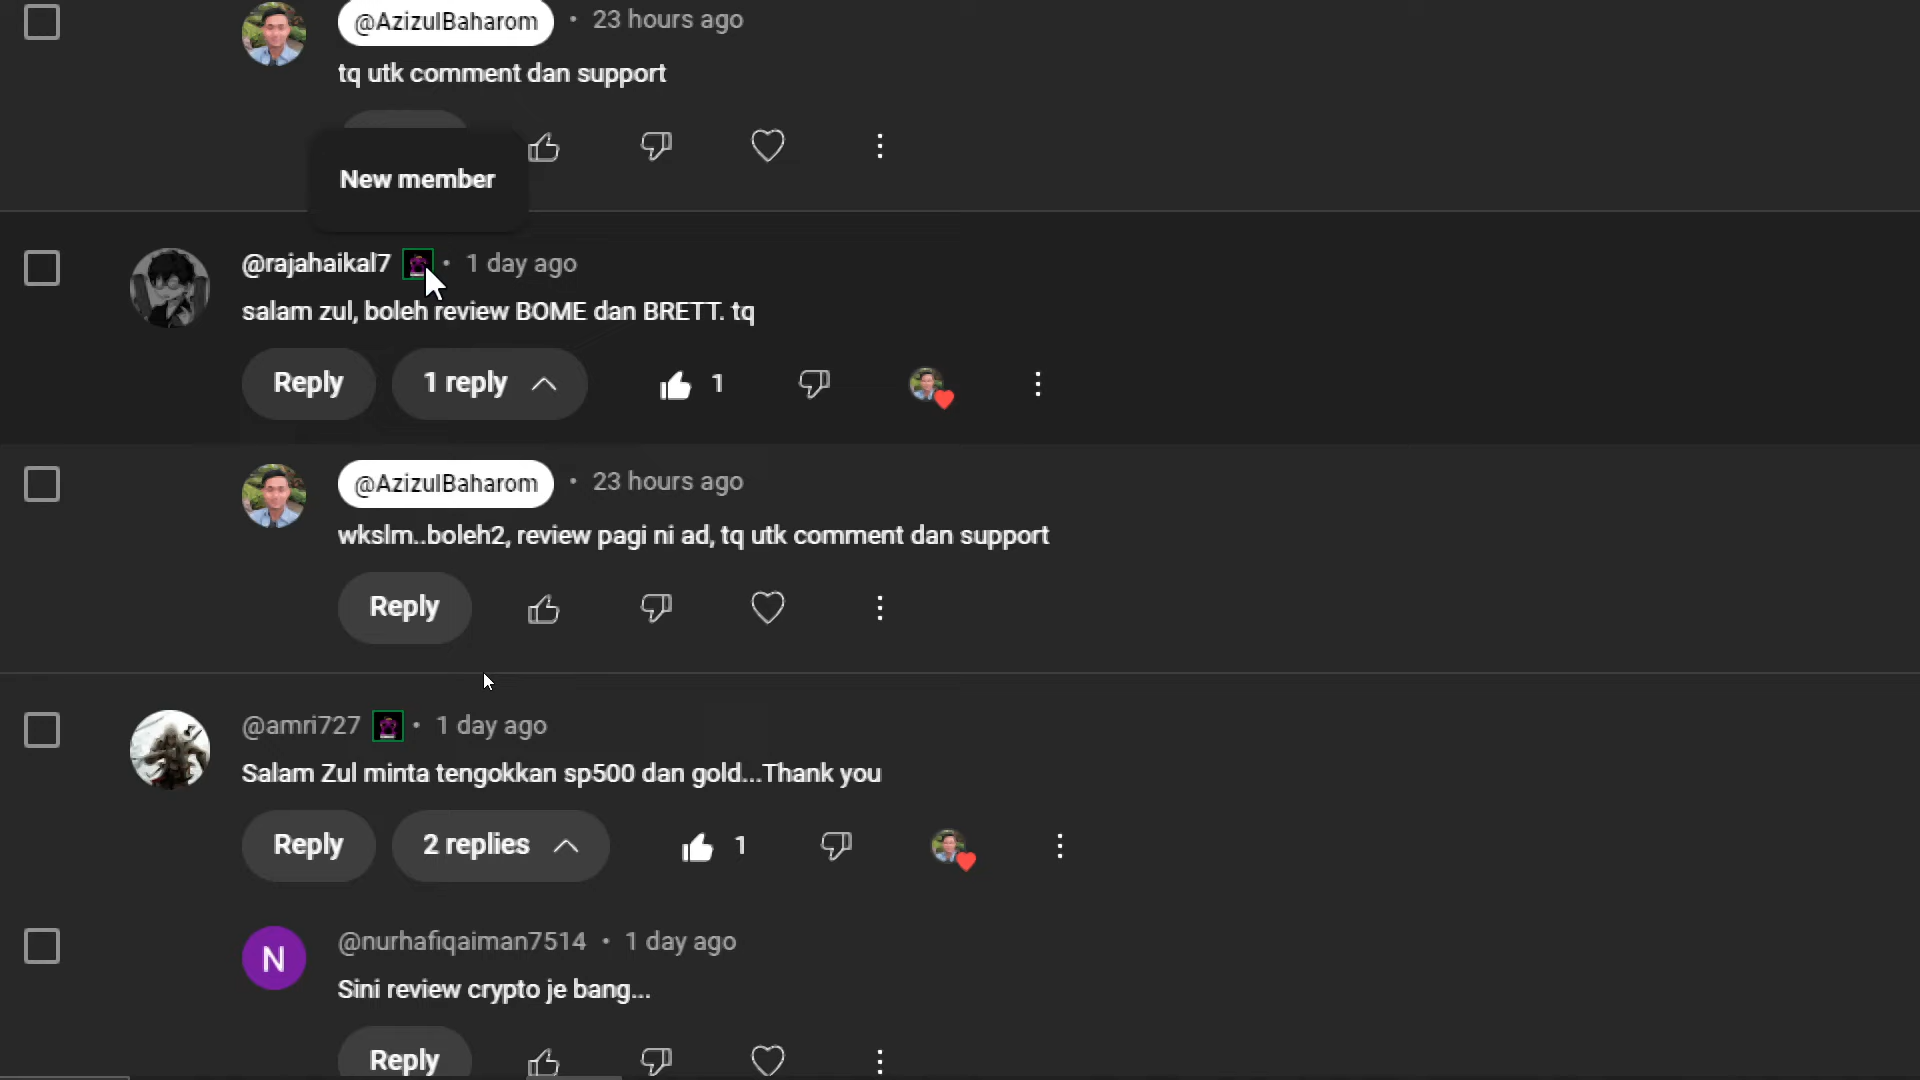 @AzizulBaharom • 23 hours ago
tq utk comment dan support
New member
@rajahaikal7 • 1 day ago
salam zul, boleh review BOME dan BRETT. tq
Reply 1 reply 1
@AzizulBaharom • 23 hours ago
wkslm..boleh2, review pagi ni ad, tq utk comment dan support
Reply
@amri727 • 1 day ago
Salam Zul minta tengokkan sp500 dan gold...Thank you
Reply 2 replies 1
N
@nurhafiqaiman7514 • 1 day ago
Sini review crypto je bang...
Reply